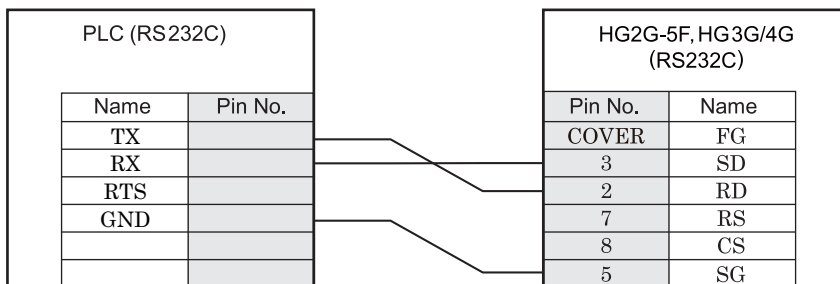 PLC (RS232C)
HG2G-5F, HG3G/4G
(RS232C)
Name Pin No. Pin No. Name
TX COVER FG
RX 3 SD
RTS 2 RD
GND 7 RS
8 CS
5 SG